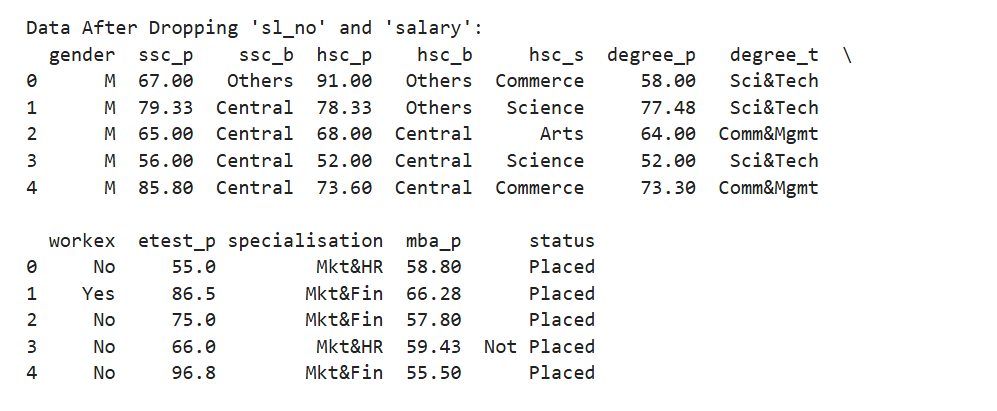 Data After Dropping 'sl_no' and 'salary':
  gender  ssc_p    ssc_b  hsc_p    hsc_b     hsc_s  degree_p   degree_t  \
0      M  67.00   Others  91.00   Others  Commerce     58.00   Sci&Tech
1      M  79.33  Central  78.33   Others   Science     77.48   Sci&Tech
2      M  65.00  Central  68.00  Central      Arts     64.00  Comm&Mgmt
3      M  56.00  Central  52.00  Central   Science     52.00   Sci&Tech
4      M  85.80  Central  73.60  Central  Commerce     73.30  Comm&Mgmt

  workex  etest_p specialisation  mba_p      status
0     No     55.0         Mkt&HR  58.80      Placed
1    Yes     86.5        Mkt&Fin  66.28      Placed
2     No     75.0        Mkt&Fin  57.80      Placed
3     No     66.0         Mkt&HR  59.43  Not Placed
4     No     96.8        Mkt&Fin  55.50      Placed